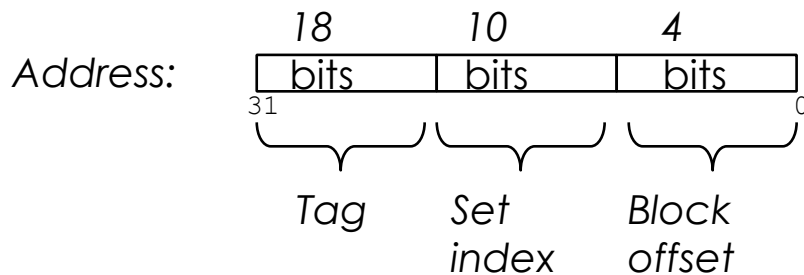 18 10 4
Address: bits bits bits
31 0
Tag Set Block
index offset